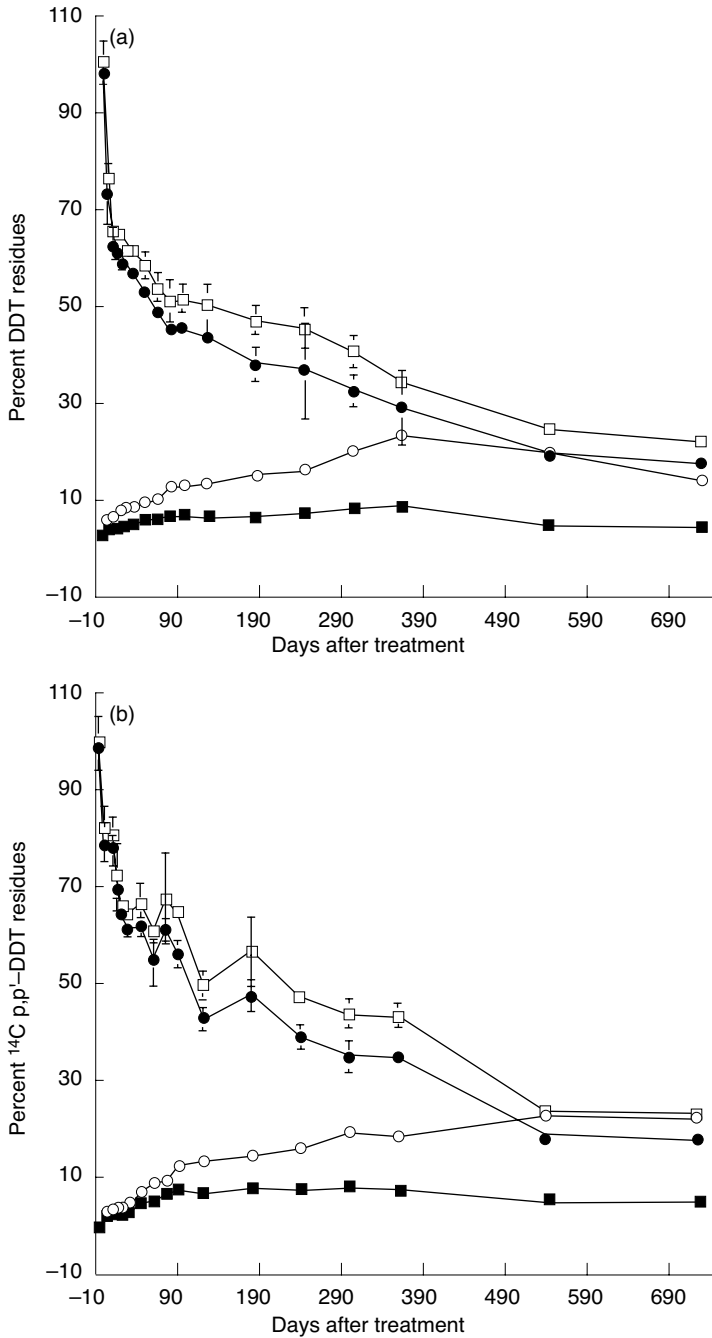 (a)
Percent DDT residues
110
90
70
50
30
10
–10
–10 90 190 290 390 490 590 690
Days after treatment
(b)
Percent ¹⁴C p,p'–DDT residues
110
90
70
50
30
10
–10
–10 90 190 290 390 490 590 690
Days after treatment